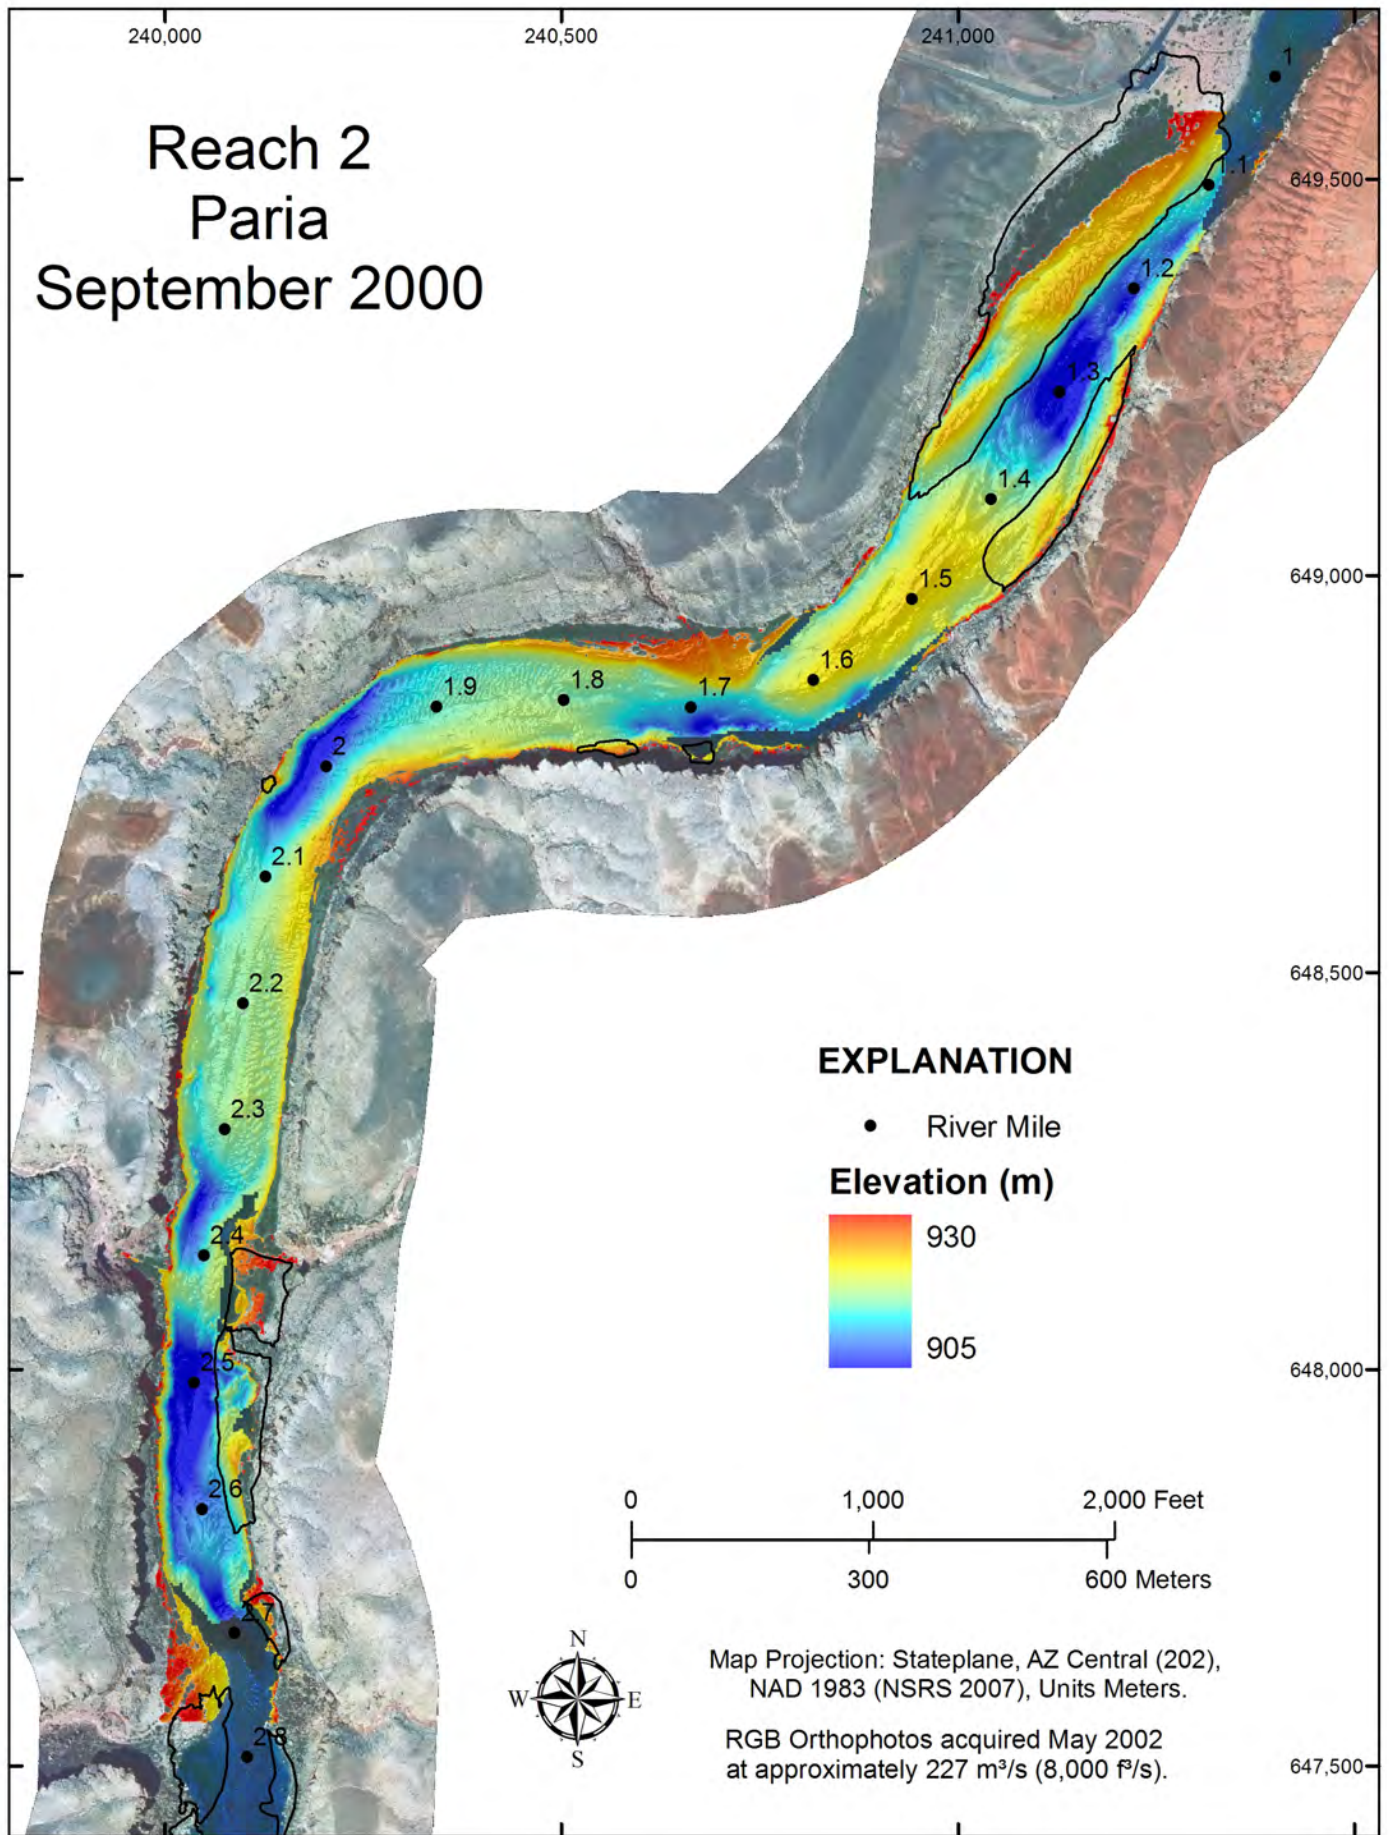 240,000
240,500
241,000
Reach 2
Paria
September 2000
1
1.1
649,500
1.2
1.3
1.4
1.5
649,000
1.6
1.7
1.8
1.9
2
2.1
648,500
2.2
2.3
2.4
2.5
648,000
2.6
2.7
2.8
647,500
EXPLANATION
River Mile
Elevation (m)
930
905
0 1,000 2,000 Feet
0 300 600 Meters
N
W E
S
Map Projection: Stateplane, AZ Central (202),
NAD 1983 (NSRS 2007), Units Meters.
RGB Orthophotos acquired May 2002
at approximately 227 m³/s (8,000 f³/s).